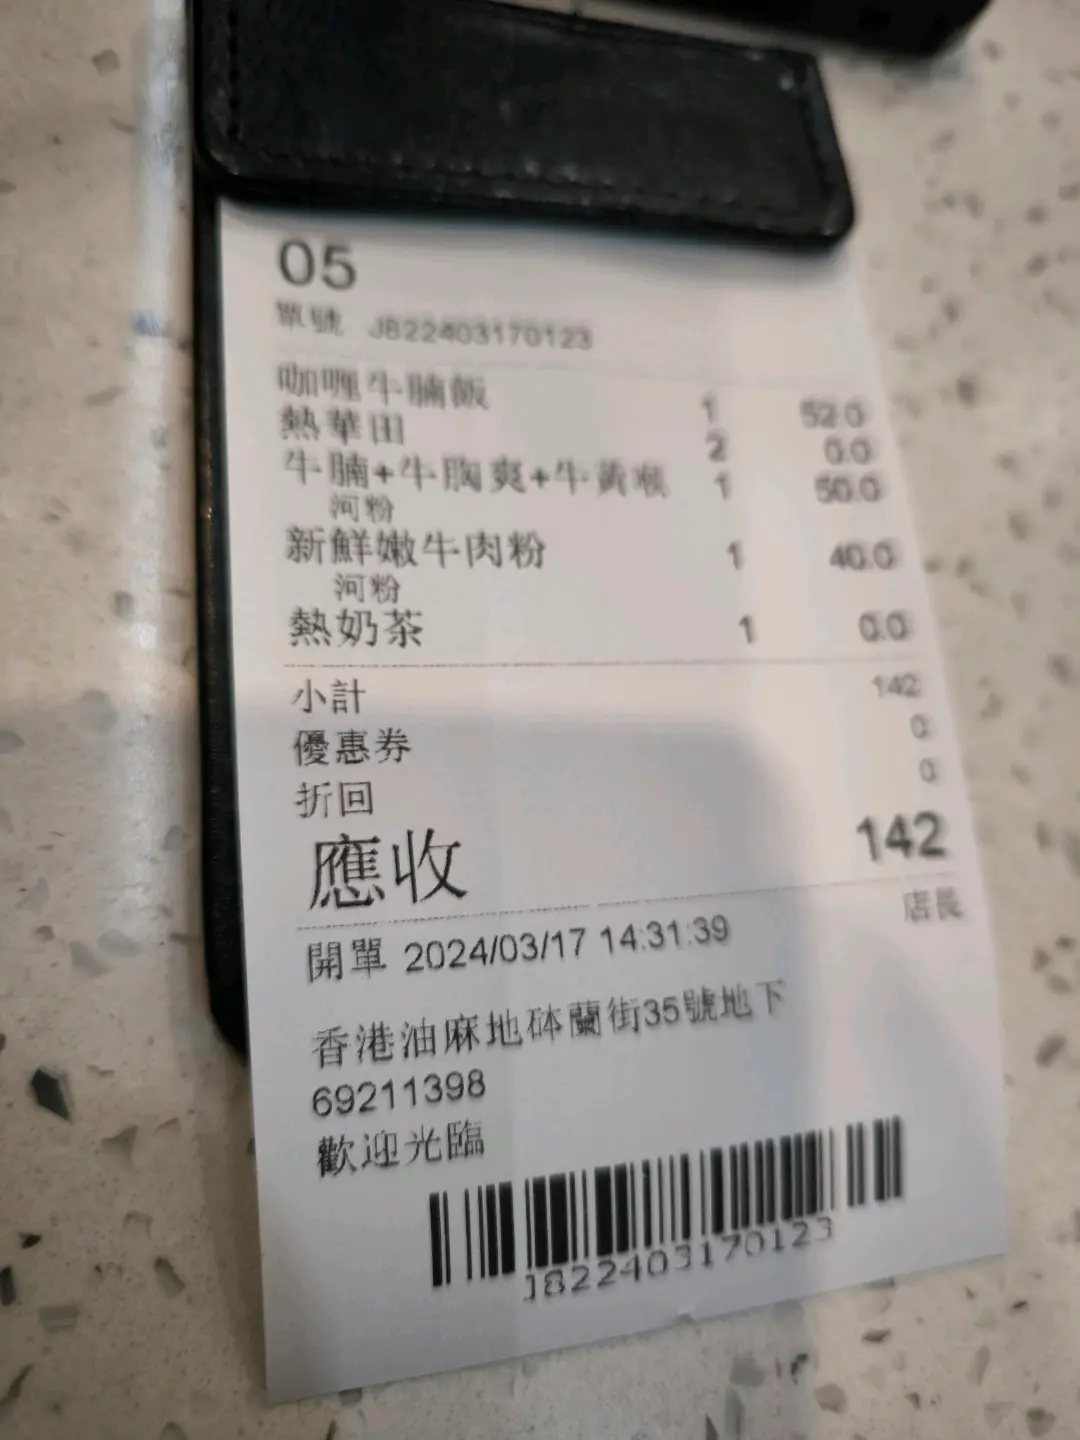 05
單號 J822403170123
咖喱牛腩飯 1 52.0
熱華田 2 0.0
牛腩+牛胸爽+牛黃喉 1 50.0
河粉
新鮮嫩牛肉粉 1 40.0
河粉
熱奶茶 1 0.0
小計 142
優惠券 0
折回 0
應收 142
店長
開單 2024/03/17 14:31:39
香港油麻地砵蘭街35號地下
69211398
歡迎光臨
J822403170123